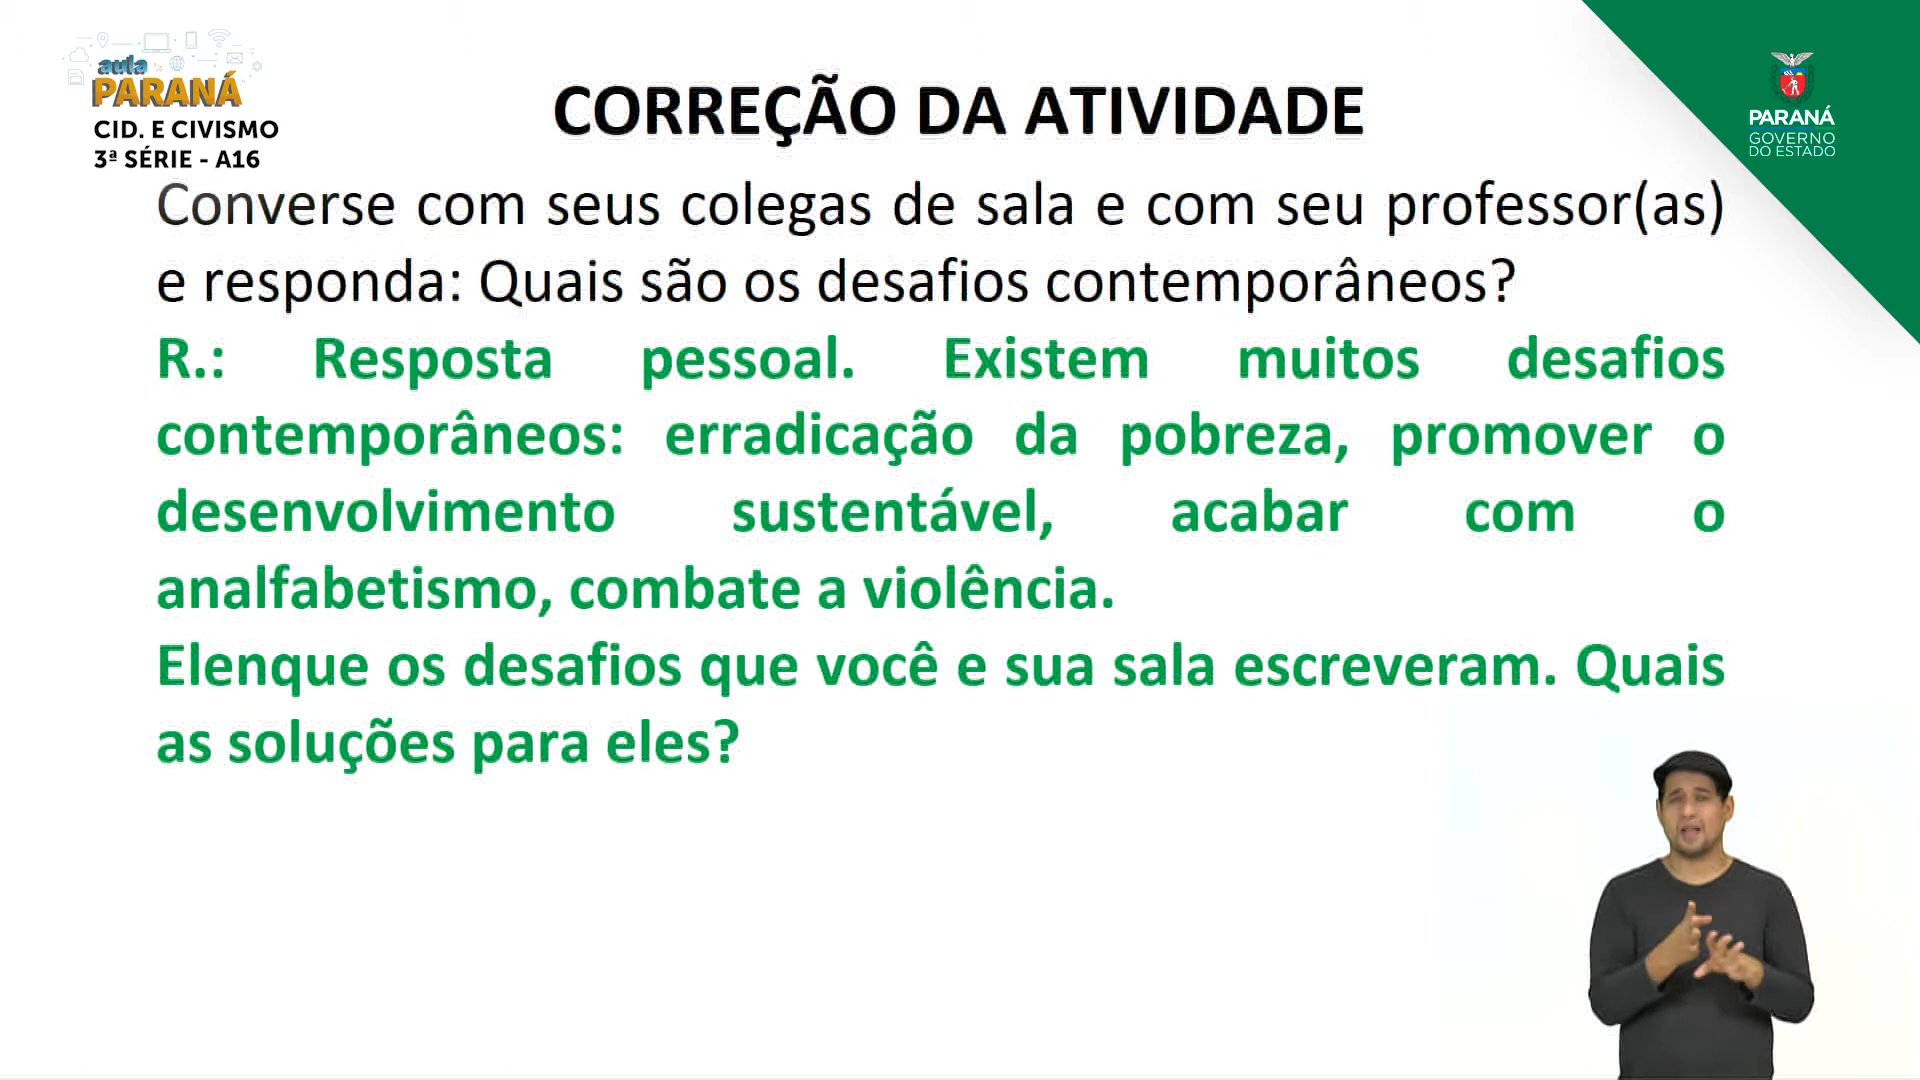 aula
PARANÁ
CID. E CIVISMO
3ª SÉRIE - A16
CORREÇÃO DA ATIVIDADE
PARANÁ
GOVERNO
DO ESTADO
Converse com seus colegas de sala e com seu professor(as)
e responda: Quais são os desafios contemporâneos?
R.: Resposta pessoal. Existem muitos desafios
contemporâneos: erradicação da pobreza, promover o
desenvolvimento sustentável, acabar com o
analfabetismo, combate a violência.
Elenque os desafios que você e sua sala escreveram. Quais
as soluções para eles?